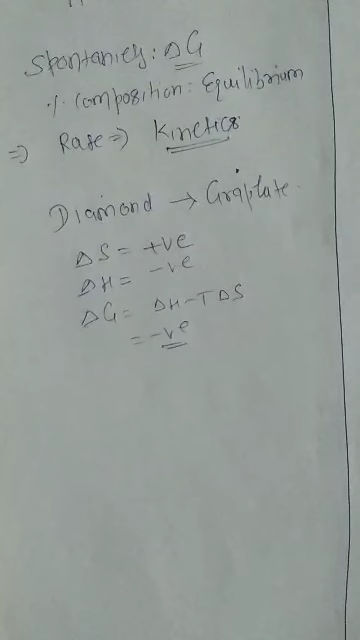 Spontaniety: ΔG
% Composition: Equilibrium
⇒ Rate ⇒ Kinetics
Diamond → Graphite.
ΔS = +ve
ΔH = -ve
ΔG = ΔH-TΔS
= -ve